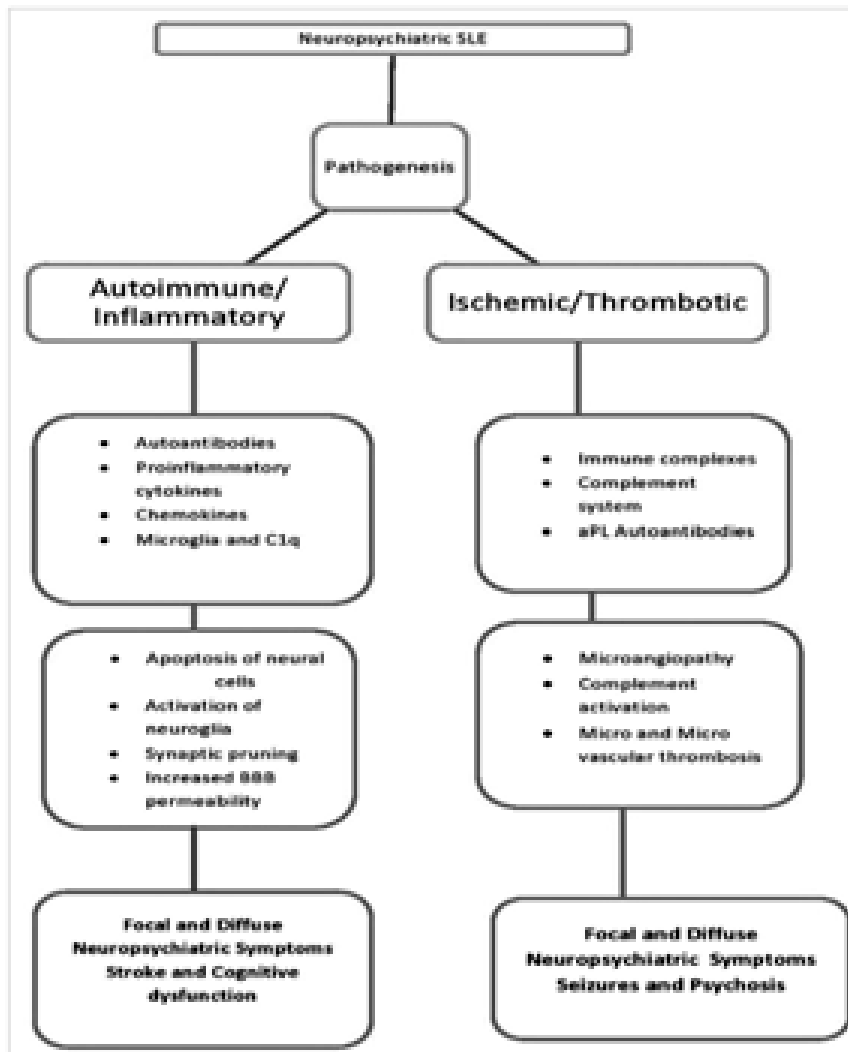 Neuropsychiatric SLE
Pathogenesis
Autoimmune/
Inflammatory
• Autoantibodies
• Proinflammatory
cytokines
• Chemokines
• Microglia and C1q
• Apoptosis of neural
cells
• Activation of
neuroglia
• Synaptic pruning
• Increased BBB
permeability
Focal and Diffuse
Neuropsychiatric Symptoms
Stroke and Cognitive
dysfunction
Ischemic/Thrombotic
• Immune complexes
• Complement
system
• aPL Autoantibodies
• Microangiopathy
• Complement
activation
• Micro and Micro
vascular thrombosis
Focal and Diffuse
Neuropsychiatric Symptoms
Seizures and Psychosis